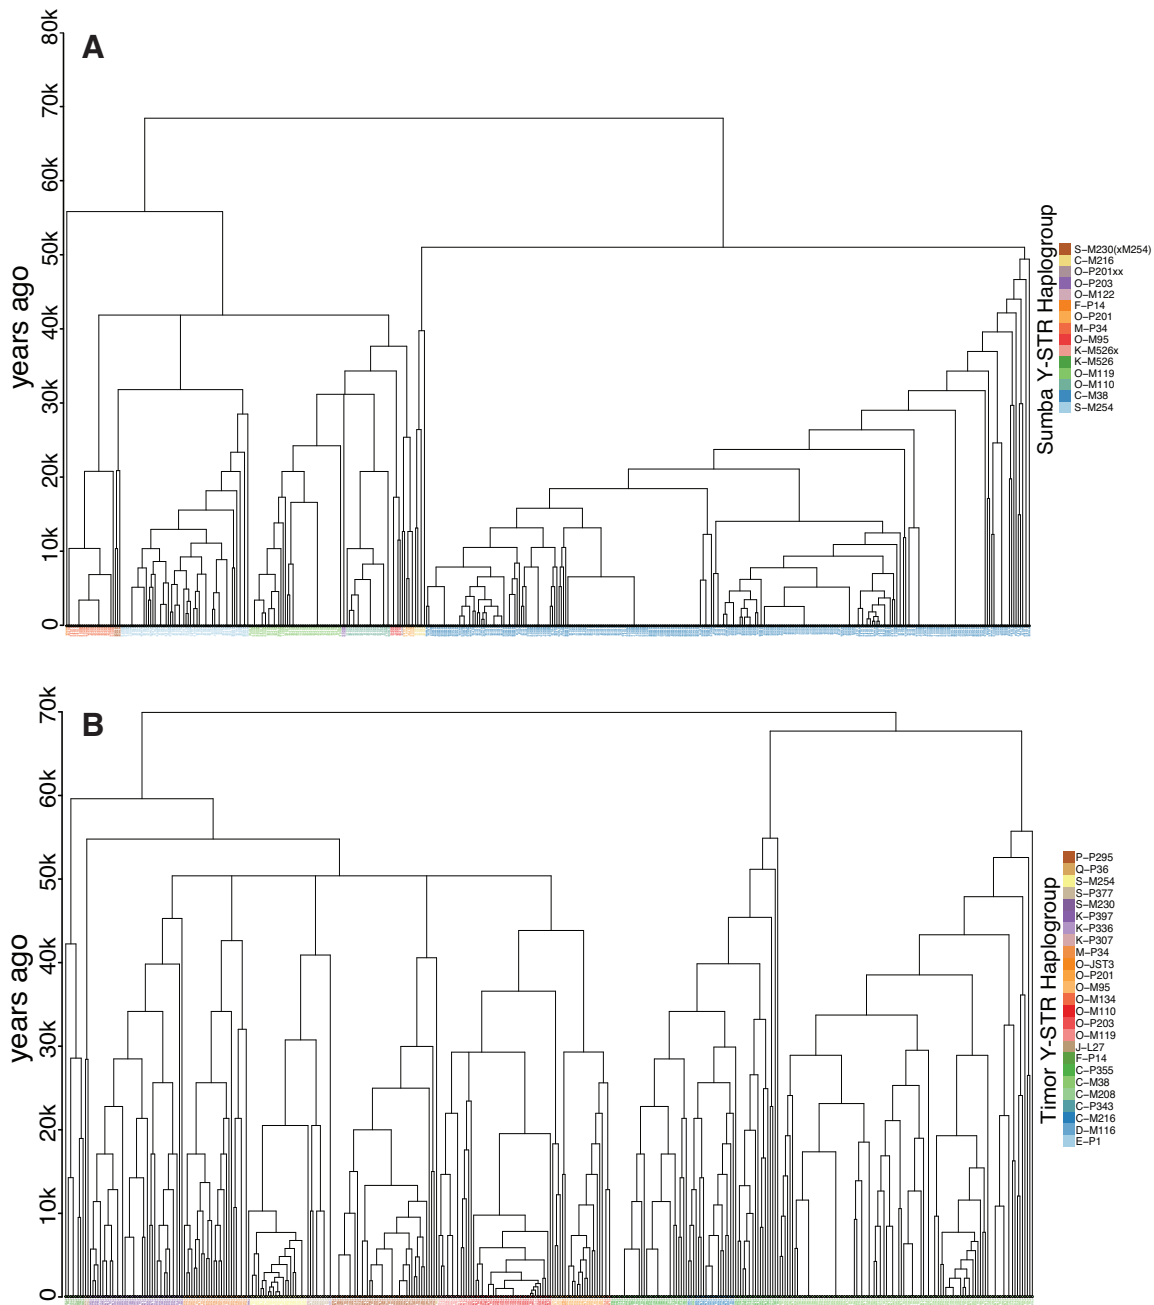 A
80k
70k
60k
50k
40k
30k
20k
10k
0
years ago
Sumba Y-STR Haplogroup
S-M230(xM254)
C-M216
O-P201xx
O-P203
O-M122
F-P14
O-P201
M-P34
O-M95
K-M526x
K-M526
O-M119
O-M110
C-M38
S-M254
B
70k
60k
50k
40k
30k
20k
10k
0
years ago
Timor Y-STR Haplogroup
P-P295
Q-P36
S-M254
S-P377
S-M230
K-P397
K-P336
K-P307
M-P34
O-JST3
O-P201
O-M95
O-M134
O-M110
O-P203
O-M119
J-L27
F-P14
C-P355
C-M38
C-M208
C-P343
C-M216
D-M116
E-P1